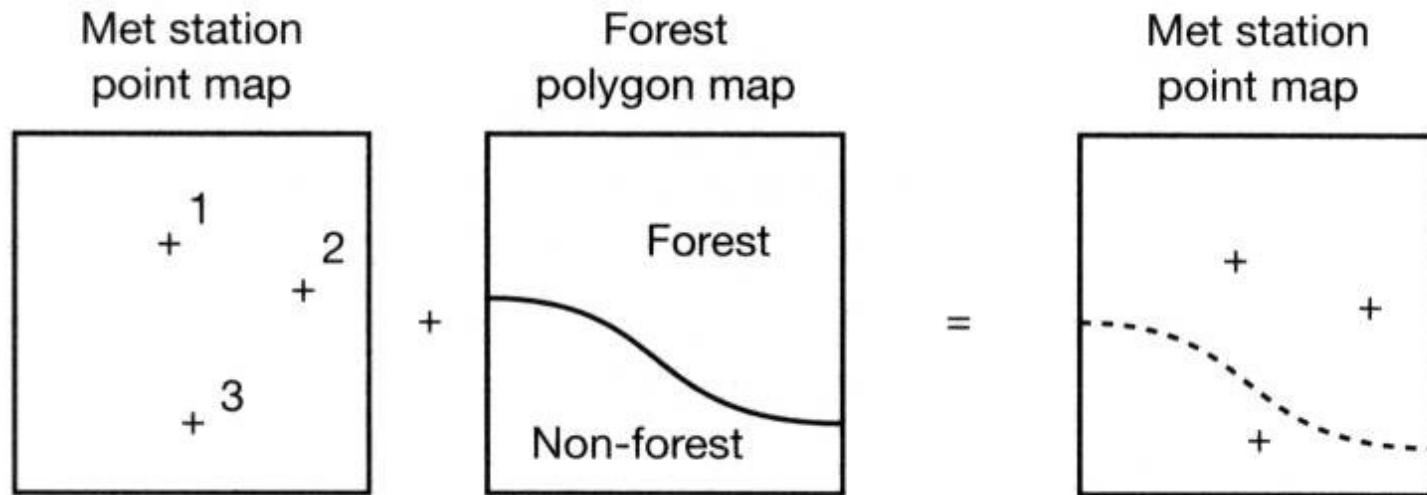 Met station
point map
Forest
polygon map
Met station
point map
1
2
3
+
Forest
Non-forest
=